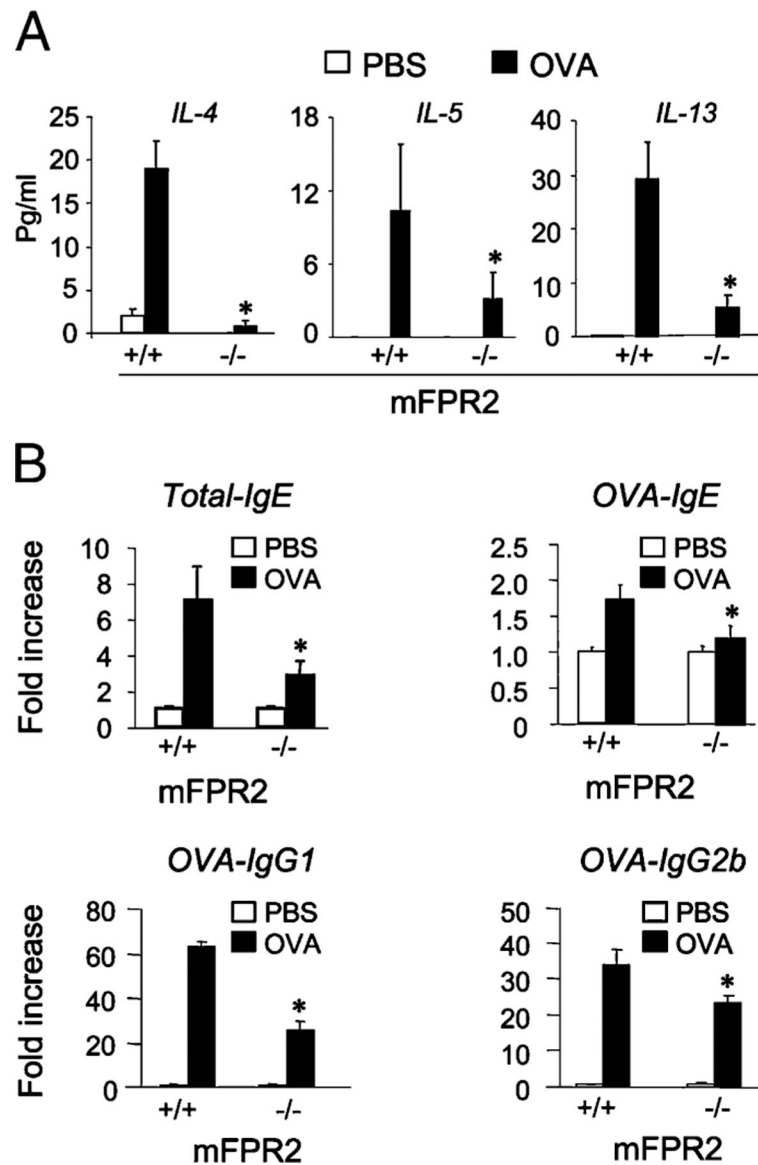 A
PBS OVA
IL-4 IL-5 IL-13
Pg/ml
25
20
15
10
5
0
18
12
6
0
40
30
20
10
0
* * *
+/+ -/- +/+ -/- +/+ -/-
mFPR2
B
Total-IgE
Fold increase
10
8
6
4
2
0
PBS
OVA
*
+/+ -/-
mFPR2
OVA-IgE
2.5
2.0
1.5
1.0
0.5
0.0
PBS
OVA
*
+/+ -/-
mFPR2
OVA-IgG1
Fold increase
80
60
40
20
0
PBS
OVA
*
+/+ -/-
mFPR2
OVA-IgG2b
50
40
30
20
10
0
PBS
OVA
*
+/+ -/-
mFPR2